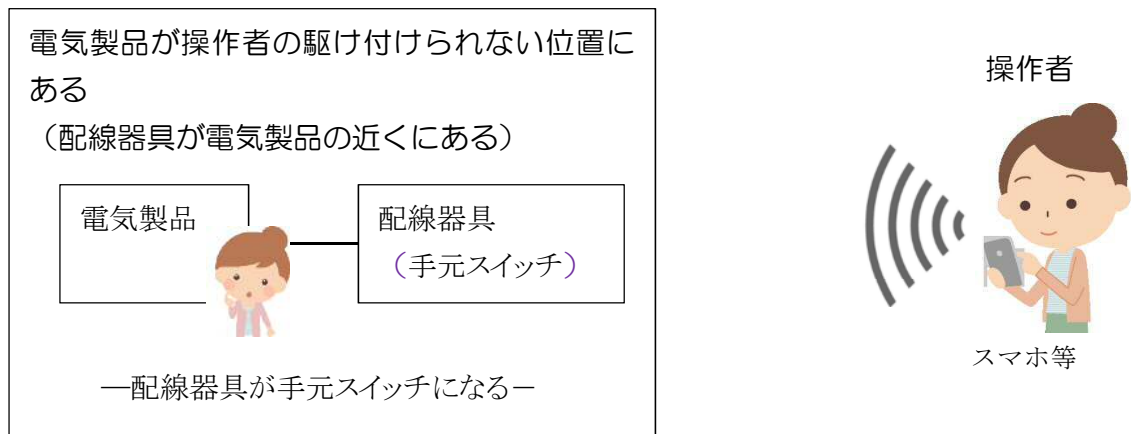 電気製品が操作者の駆け付けられない位置に
ある
（配線器具が電気製品の近くにある）
電気製品
配線器具
（手元スイッチ）
―配線器具が手元スイッチになる－
操作者
スマホ等